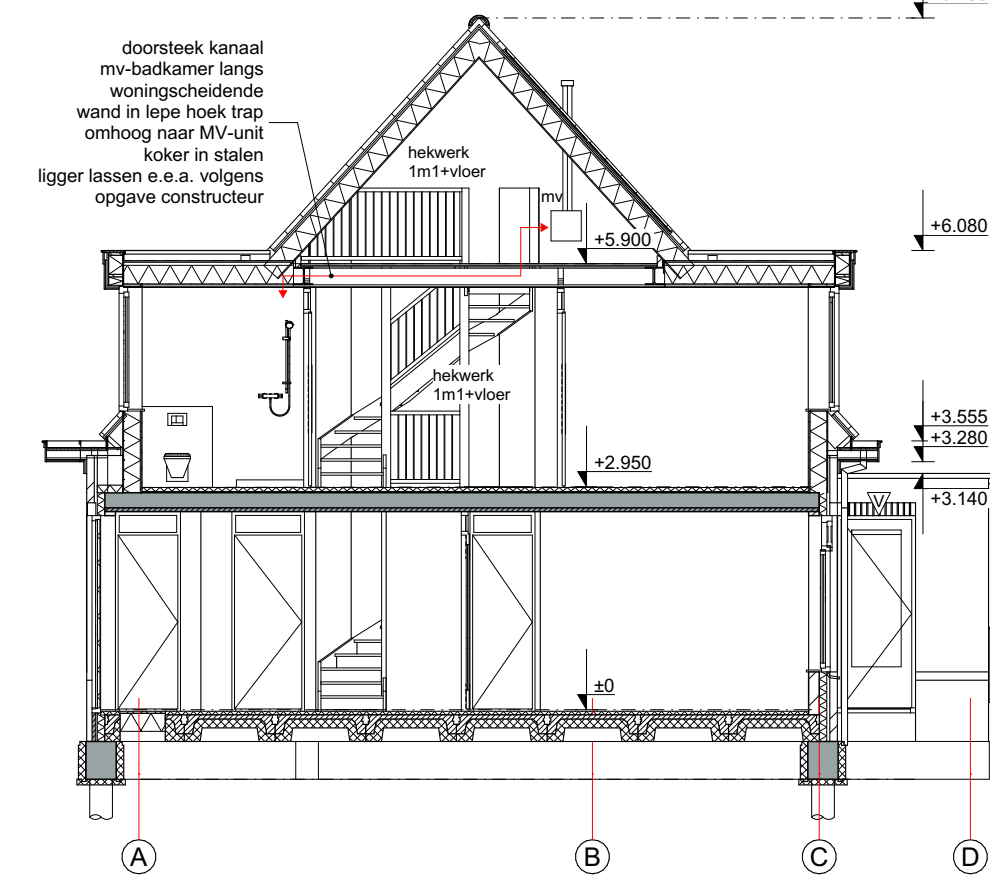 doorsteek kanaal
mv-badkamer langs
woningscheidende
wand in lepe hoek trap
omhoog naar MV-unit
koker in stalen
ligger lassen e.e.a. volgens
opgave constructeur
hekwerk
1m1+vloer
mv
+5.900
+6.080
hekwerk
1m1+vloer
+3.555
+3.280
+2.950
+3.140
V
±0
A
B
C
D